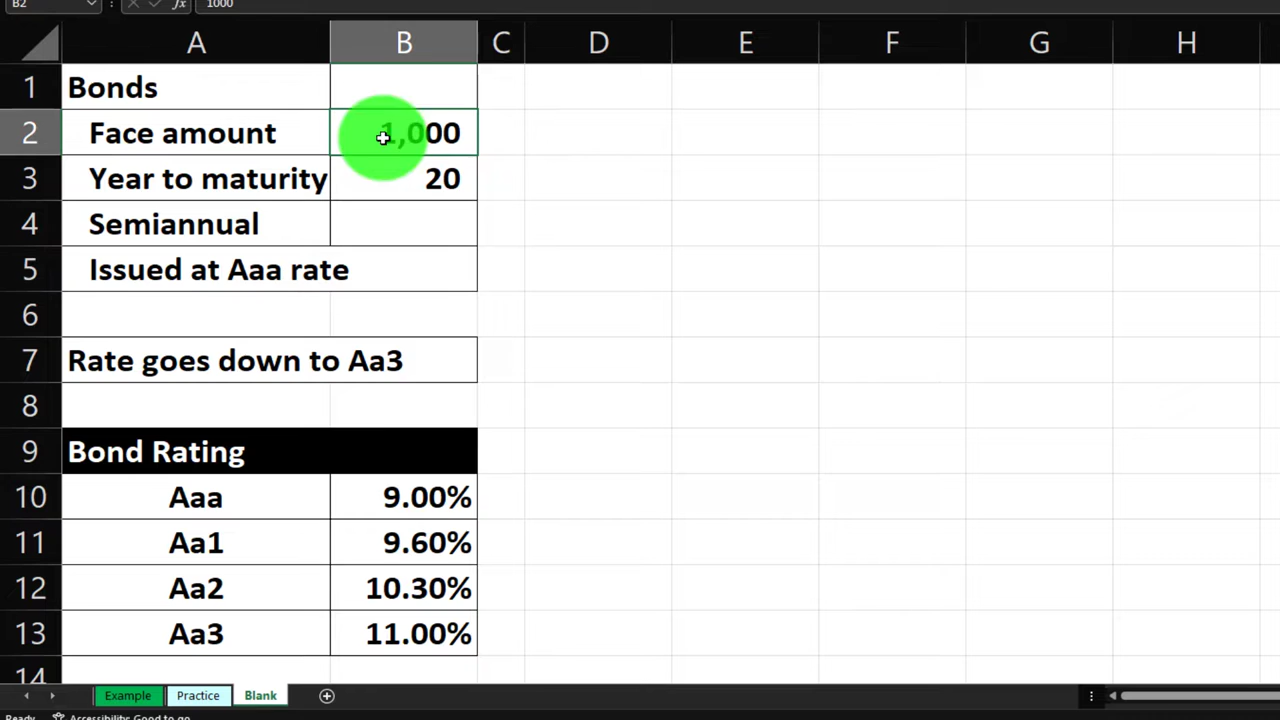 B2 fx 1000
A B C D E F G H
1 Bonds
2 Face amount 1,000
3 Year to maturity 20
4 Semiannual
5 Issued at Aaa rate
6
7 Rate goes down to Aa3
8
9 Bond Rating
10 Aaa 9.00%
11 Aa1 9.60%
12 Aa2 10.30%
13 Aa3 11.00%
14
Example Practice Blank
Ready Accessibility: Good to go